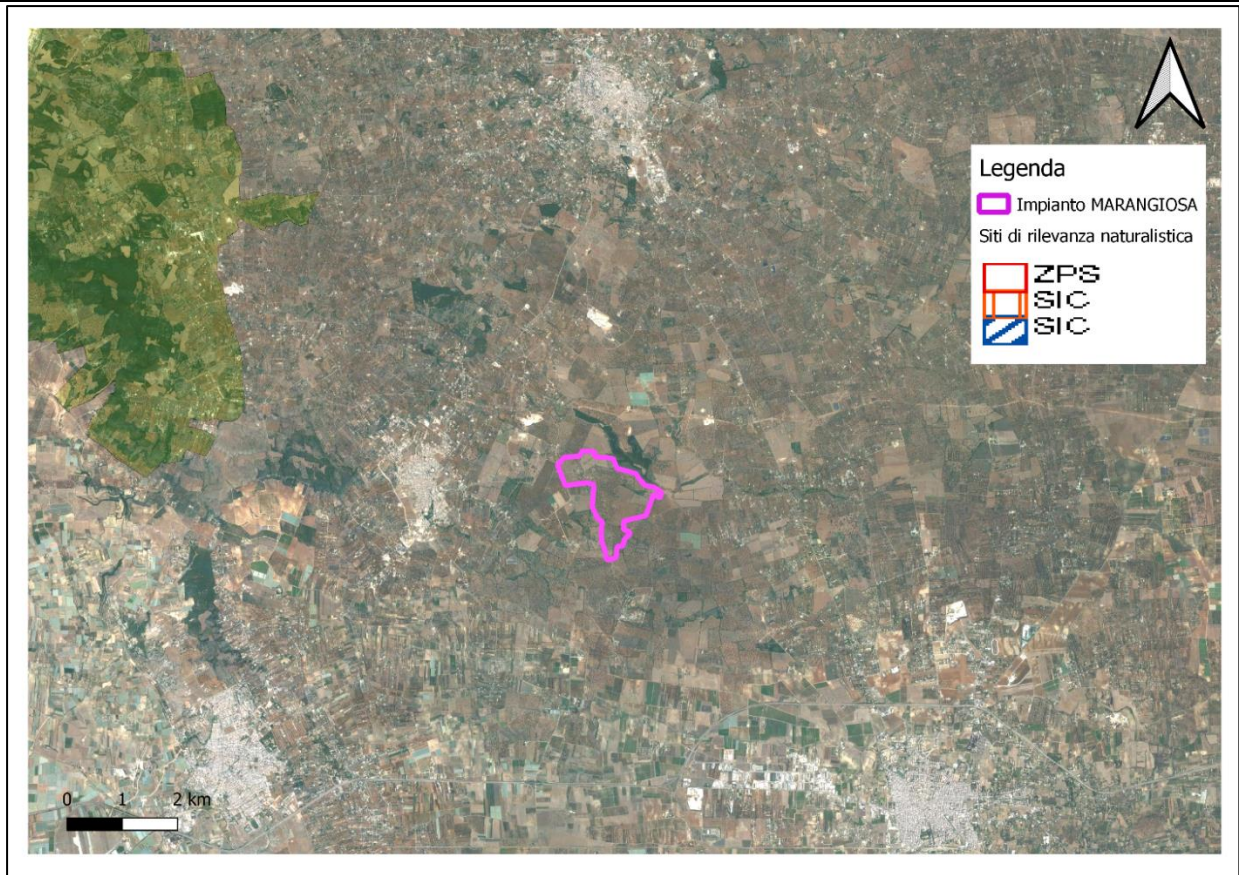 Legenda
Impianto MARANGIOSA
Siti di rilevanza naturalistica
ZPS
SIC
SIC
0 1 2 km